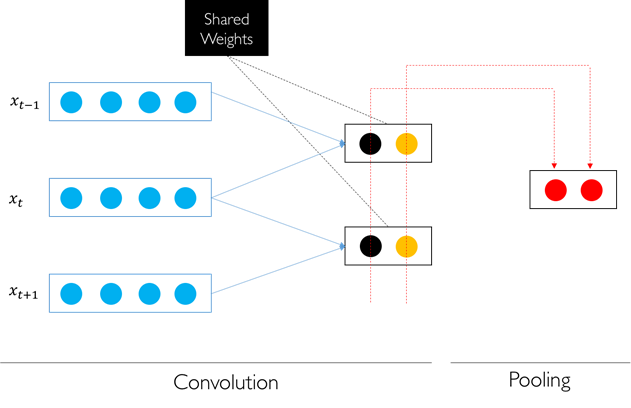 Shared
Weights
x_{t−1}
x_t
x_{t+1}
Convolution
Pooling